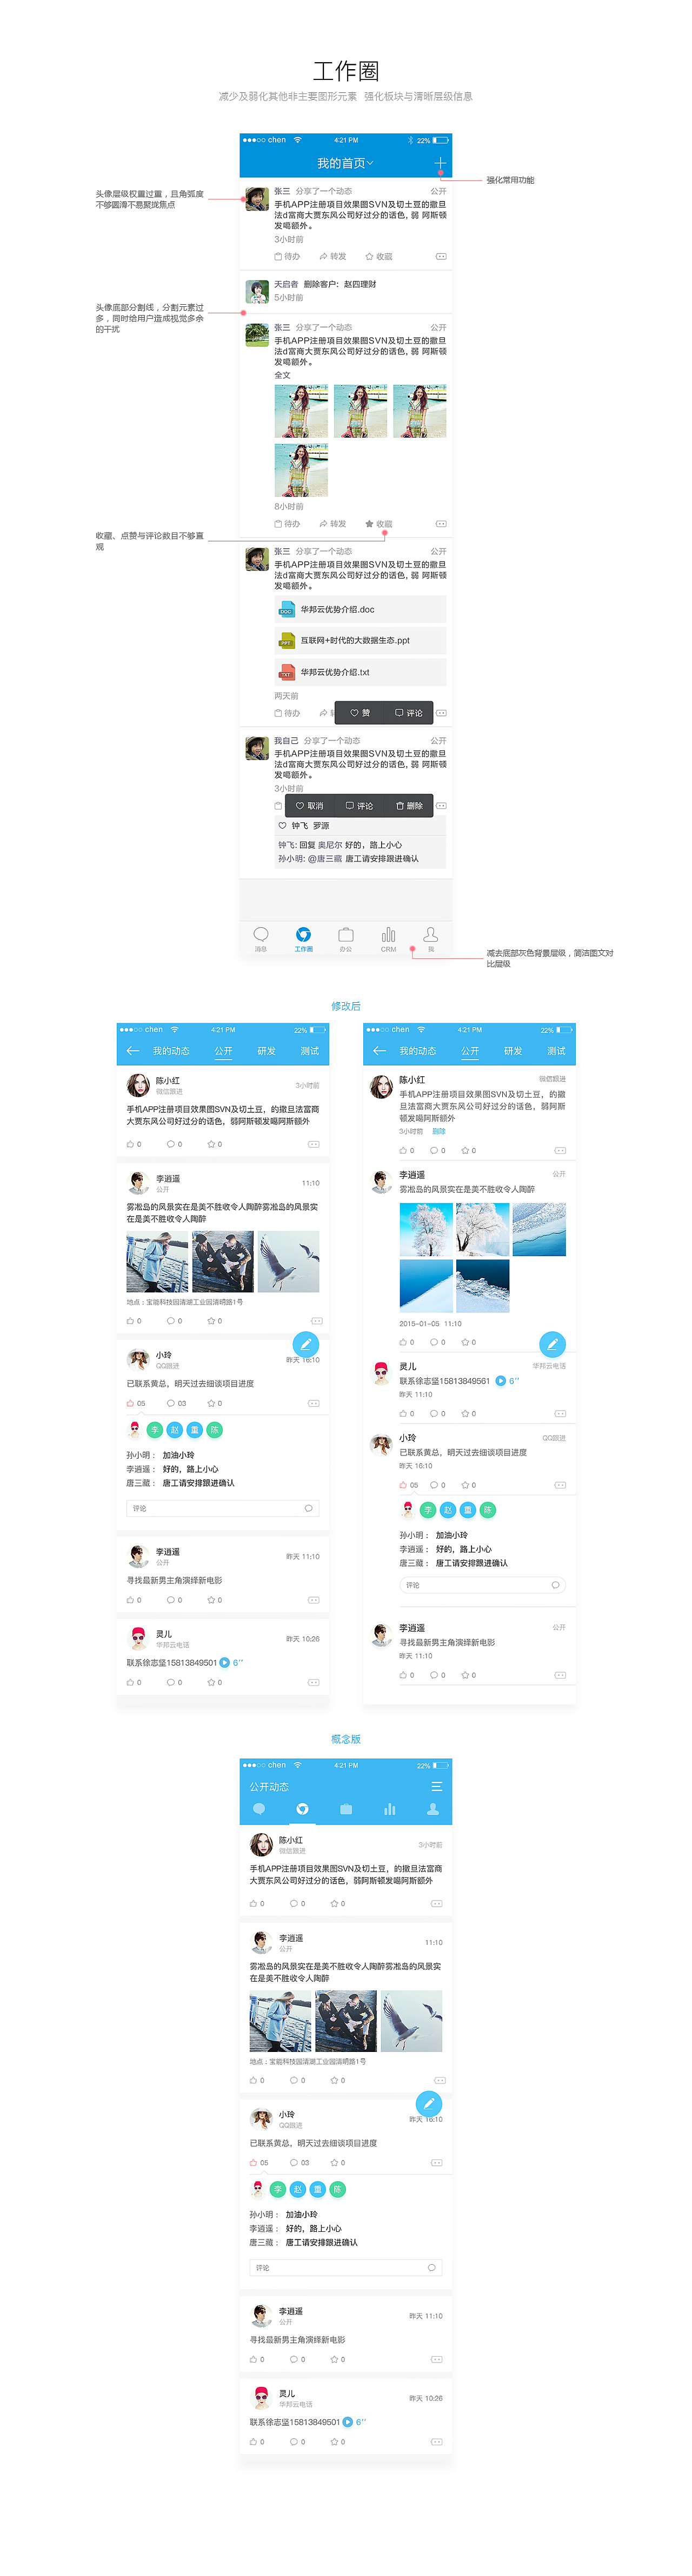 工作圈
减少及弱化其他非主要图形元素 强化板块与清晰层级信息
●●●○○ chen 4:21 PM 22%
我的首页
强化常用功能
头像层级权重过重，且角弧度
不够圆滑不易聚拢焦点
张三 分享了一个动态 公开
手机APP注册项目效果图SVN及切土豆的撒旦
法d富商大贾东风公司好过分的话色, 弱 阿斯顿
发噶额外。
3小时前
待办 转发 收藏
天启者 删除客户：赵四理财
5小时前
头像底部分割线，分割元素过
多，同时给用户造成视觉多余
的干扰
张三 分享了一个动态 公开
手机APP注册项目效果图SVN及切土豆的撒旦
法d富商大贾东风公司好过分的话色, 弱 阿斯顿
发噶额外。
全文
8小时前
待办 转发 收藏
收藏、点赞与评论数目不够直
观
张三 分享了一个动态 公开
手机APP注册项目效果图SVN及切土豆的撒旦
法d富商大贾东风公司好过分的话色, 弱 阿斯顿
发噶额外。
DOC 华邦云优势介绍.doc
PPT 互联网+时代的大数据生态.ppt
TXT 华邦云优势介绍.txt
两天前
待办 转 赞 评论
我自己 分享了一个动态 公开
手机APP注册项目效果图SVN及切土豆的撒旦
法d富商大贾东风公司好过分的话色, 弱 阿斯顿
发噶额外。
3小时前
取消 评论 删除
钟飞 罗源
钟飞: 回复 奥尼尔 好的，路上小心
孙小明: @唐三藏 唐工请安排跟进确认
消息 工作圈 办公 CRM 我
减去底部灰色背景层级，简洁图文对
比层级
修改后
●●●○○ chen 4:21 PM 22%
我的动态 公开 研发 测试
陈小红 3小时前
微信跟进
手机APP注册项目效果图SVN及切土豆，的撒旦法富商
大贾东风公司好过分的话色，弱阿斯顿发噶阿斯额外
0 0 0
李逍遥 11:10
公开
雾凇岛的风景实在是美不胜收令人陶醉雾凇岛的风景实
在是美不胜收令人陶醉
地点：宝能科技园清湖工业园清晖路1号
0 0 0
小玲 昨天 16:10
QQ跟进
已联系黄总，明天过去细谈项目进度
05 03 0
李 赵 董 陈
孙小明： 加油小玲
李逍遥： 好的，路上小心
唐三藏： 唐工请安排跟进确认
评论
李逍遥 昨天 11:10
公开
寻找最新男主角演绎新电影
0 0 0
灵儿 昨天 10:26
华邦云电话
联系徐志坚15813849501 6''
0 0 0
●●●○○ chen 4:21 PM 22%
我的动态 公开 研发 测试
陈小红 微信跟进
手机APP注册项目效果图SVN及切土豆，的撒
旦法富商大贾东风公司好过分的话色，弱阿斯
顿发噶阿斯额外
3小时前 删除
0 0 0
李逍遥 公开
雾凇岛的风景实在是美不胜收令人陶醉
2015-01-05 11:10
0 0 0
灵儿 华邦云电话
联系徐志坚15813849561 6''
昨天 11:10
0 0 0
小玲 QQ跟进
已联系黄总，明天过去细谈项目进度
昨天 16:10
05 0 0
李 赵 董 陈
孙小明： 加油小玲
李逍遥： 好的，路上小心
唐三藏： 唐工请安排跟进确认
评论
李逍遥 公开
寻找最新男主角演绎新电影
昨天 11:10
0 0 0
概念版
●●●○○ chen 4:21 PM 22%
公开动态
陈小红 3小时前
微信跟进
手机APP注册项目效果图SVN及切土豆，的撒旦法富商
大贾东风公司好过分的话色，弱阿斯顿发噶阿斯额外
0 0 0
李逍遥 11:10
公开
雾凇岛的风景实在是美不胜收令人陶醉雾凇岛的风景实
在是美不胜收令人陶醉
地点：宝能科技园清湖工业园清晖路1号
0 0 0
小玲 昨天 16:10
QQ跟进
已联系黄总，明天过去细谈项目进度
05 03 0
李 赵 董 陈
孙小明： 加油小玲
李逍遥： 好的，路上小心
唐三藏： 唐工请安排跟进确认
评论
李逍遥 昨天 11:10
公开
寻找最新男主角演绎新电影
0 0 0
灵儿 昨天 10:26
华邦云电话
联系徐志坚15813849501 6''
0 0 0